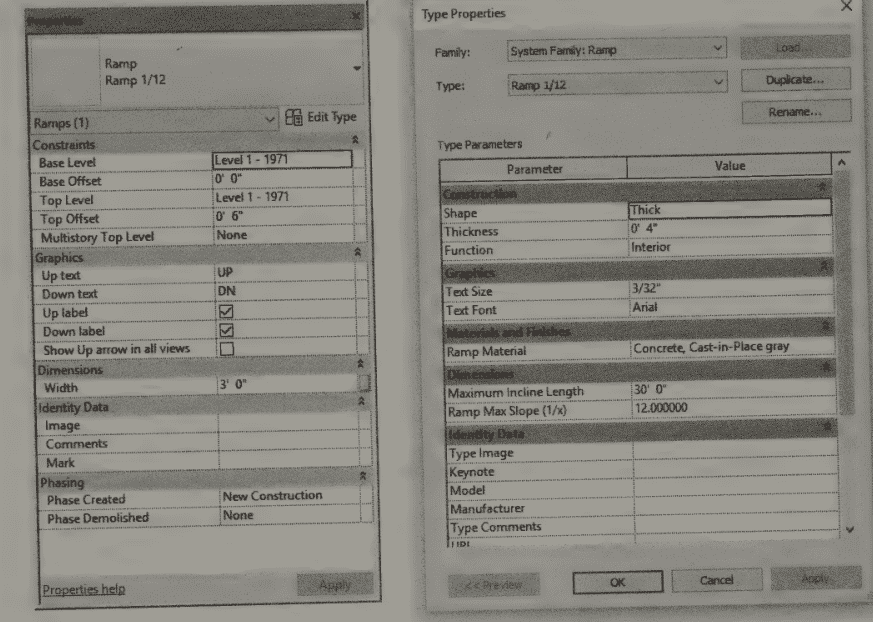 Properties
Ramp
Ramp 1/12
Ramps (1)
Edit Type
Constraints
Base Level Level 1 - 1971
Base Offset 0' 0"
Top Level Level 1 - 1971
Top Offset 0' 6"
Multistory Top Level None
Graphics
Up text UP
Down text DN
Up label
Down label
Show Up arrow in all views
Dimensions
Width 3' 0"
Identity Data
Image
Comments
Mark
Phasing
Phase Created New Construction
Phase Demolished None
Properties help Apply
Type Properties
Family: System Family: Ramp Load...
Type: Ramp 1/12 Duplicate...
Rename...
Type Parameters
Parameter Value
Construction
Shape Thick
Thickness 0' 4"
Function Interior
Graphics
Text Size 3/32"
Text Font Arial
Materials and Finishes
Ramp Material Concrete, Cast-in-Place gray
Dimensions
Maximum Incline Length 30' 0"
Ramp Max Slope (1/x) 12.000000
Identity Data
Type Image
Keynote
Model
Manufacturer
Type Comments
URL
<< Preview OK Cancel Apply